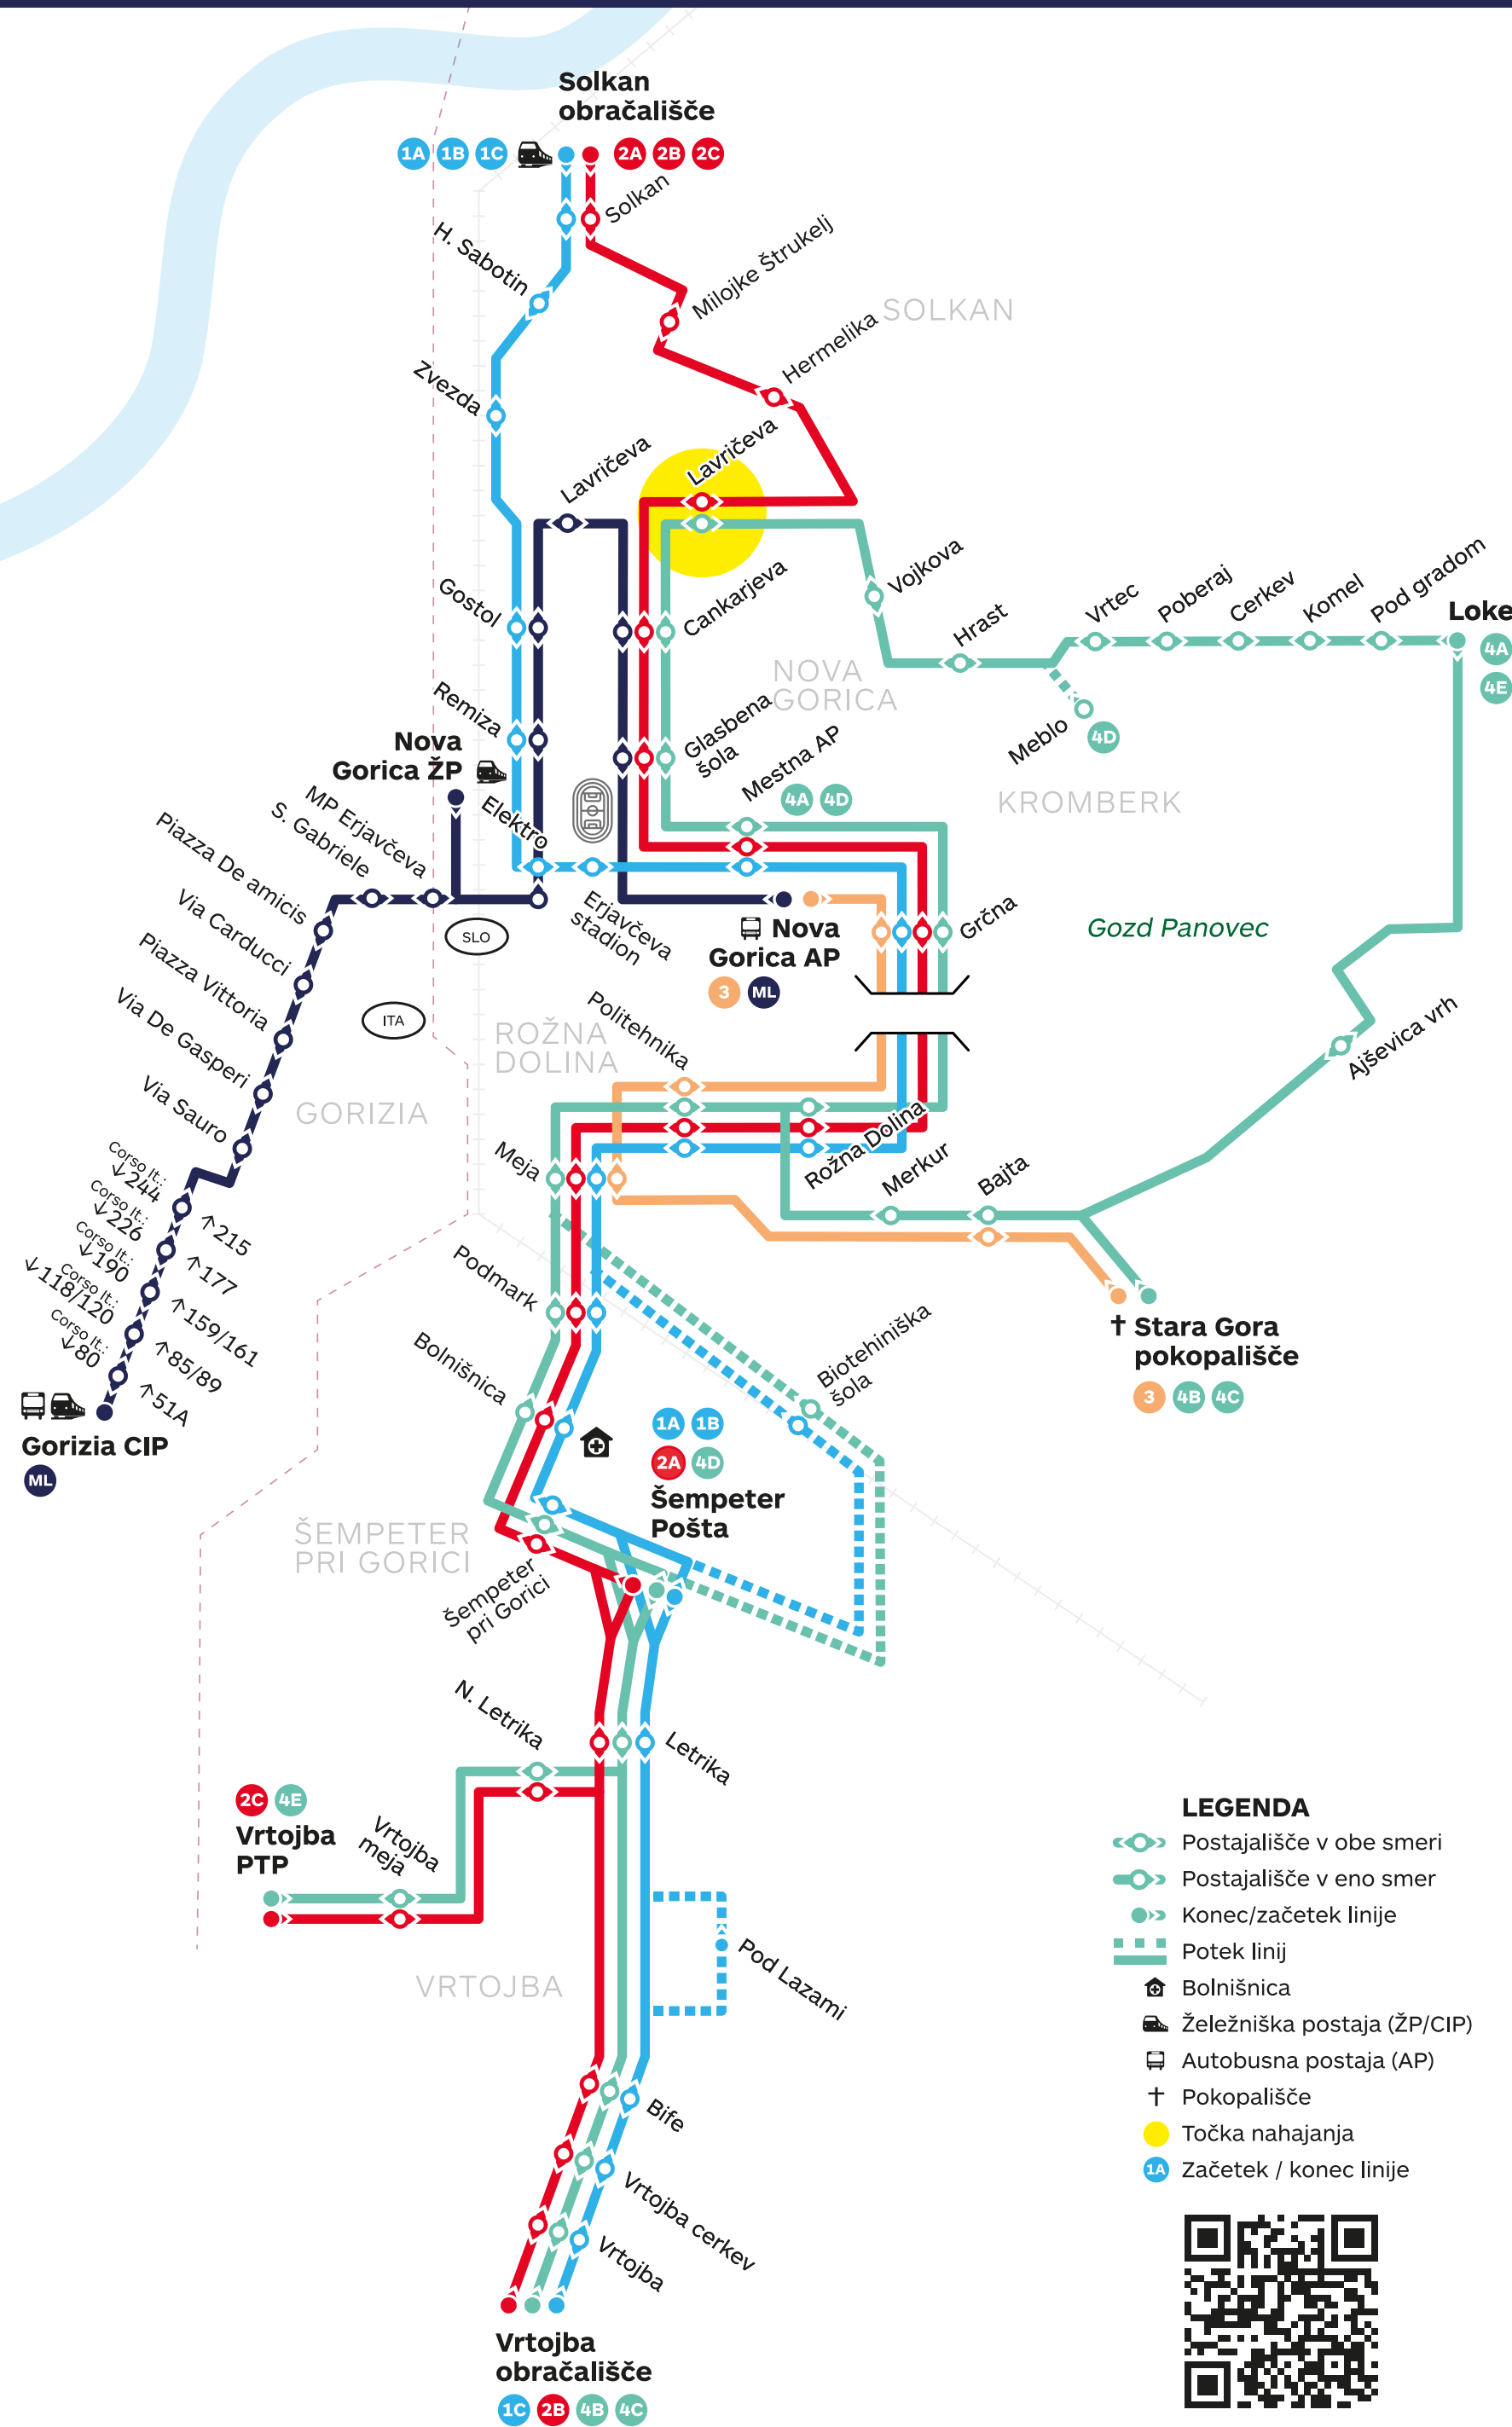 Solkan
obračališče
1A 1B 1C
2A 2B 2C
Solkan
H. Sabotin
Milojke Štrukelj
SOLKAN
Hermelika
Zvezda
Lavričeva
Lavričeva
Gostol
Cankarjeva
Vojkova
Hrast
Vrtec
Poberaj
Cerkev
Komel
Pod gradom
Loke
4A
4E
NOVA
GORICA
Remiza
Glasbena
šola
Mestna AP
4A 4D
Meblo
4D
KROMBERK
Nova
Gorica ŽP
Elektro
MP Erjavčeva
S. Gabriele
Piazza De amicis
Via Carducci
Piazza Vittoria
Via De Gasperi
Via Sauro
SLO
ITA
Erjavčeva
stadion
Nova
Gorica AP
3 ML
Grčna
Gozd Panovec
Politehnika
ROŽNA
DOLINA
GORIZIA
Ajševica vrh
Meja
Rožna Dolina
Merkur
Bajta
Corso It.:
↓244
Corso It.:
↓226
Corso It.:
↓190
Corso It.:
↓118/120
Corso It.:
↓80
↑215
↑177
↑159/161
↑85/89
↑51A
Gorizia CIP
ML
Podmark
Bolnišnica
Biotehiniška
šola
† Stara Gora
pokopališče
3 4B 4C
1A 1B
2A 4D
Šempeter
Pošta
ŠEMPETER
PRI GORICI
Šempeter
pri Gorici
N. Letrika
Letrika
2C 4E
Vrtojba
PTP
Vrtojba
meja
VRTOJBA
Pod Lazami
Bife
Vrtojba cerkev
Vrtojba
Vrtojba
obračališče
1C 2B 4B 4C
LEGENDA
Postajališče v obe smeri
Postajališče v eno smer
Konec/začetek linije
Potek linij
Bolnišnica
Želežniška postaja (ŽP/CIP)
Autobusna postaja (AP)
† Pokopališče
Točka nahajanja
1A Začetek / konec linije